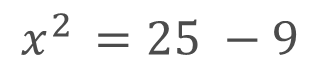 x² = 25 – 9